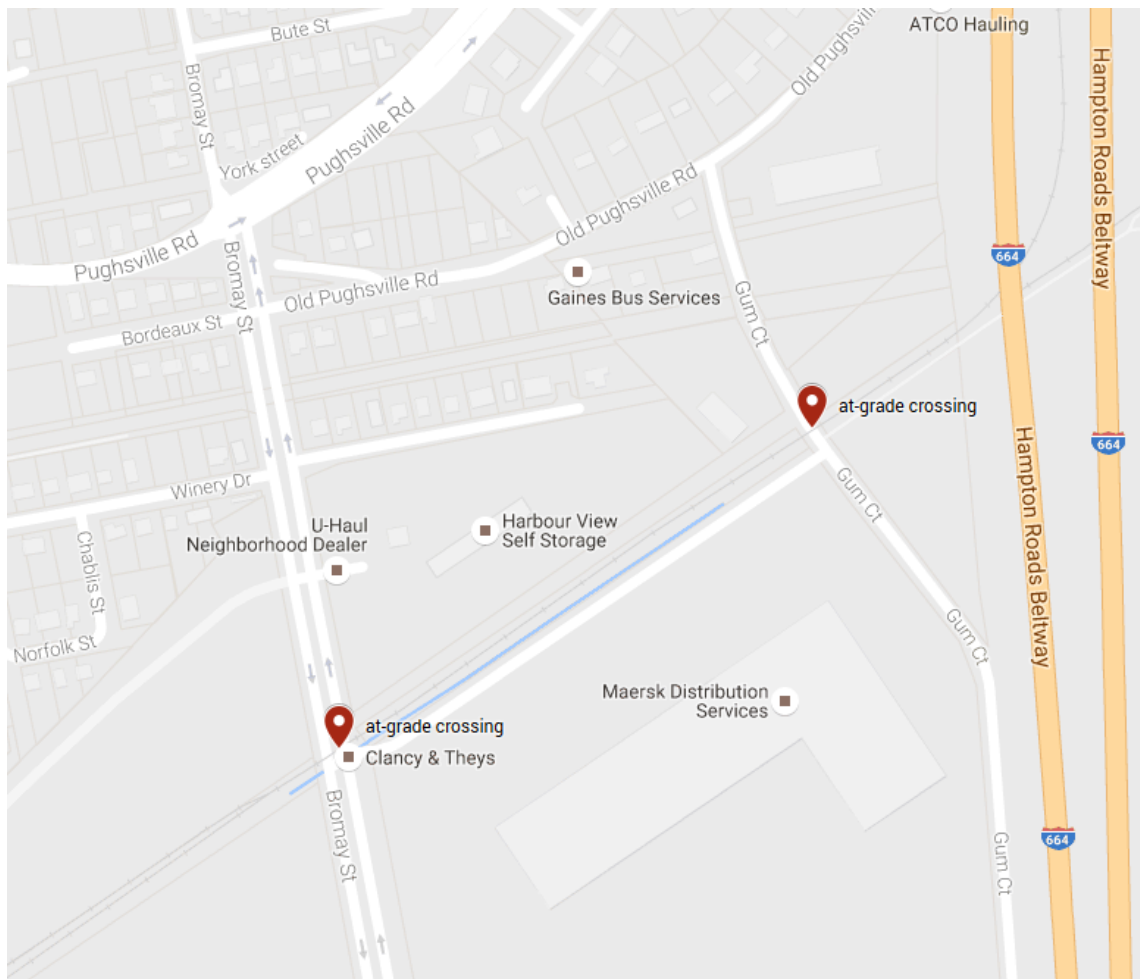 ATCO Hauling
Bute St
Old Pughsville
Hampton Roads Beltway
Bromay St
Pughsville Rd
York street
Old Pughsville Rd
Pughsville Rd
Bromay St
664
Gaines Bus Services
Old Pughsville Rd
Gum Ct
Bordeaux St
at-grade crossing
664
Hampton Roads Beltway
Winery Dr
Gum Ct
U-Haul
Neighborhood Dealer
Harbour View
Self Storage
Chablis St
Norfolk St
Gum Ct
Maersk Distribution
Services
at-grade crossing
Clancy & Theys
Bromay St
664
Gum Ct